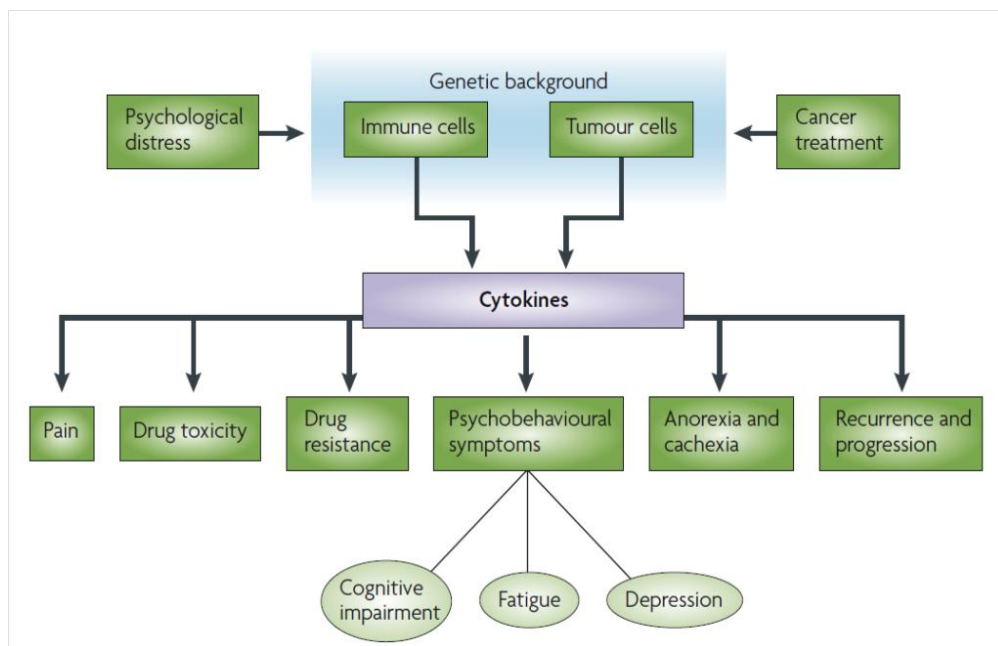 Genetic background
Psychological
distress
Immune cells
Tumour cells
Cancer
treatment
Cytokines
Pain
Drug toxicity
Drug
resistance
Psychobehavioural
symptoms
Anorexia and
cachexia
Recurrence and
progression
Cognitive
impairment
Fatigue
Depression